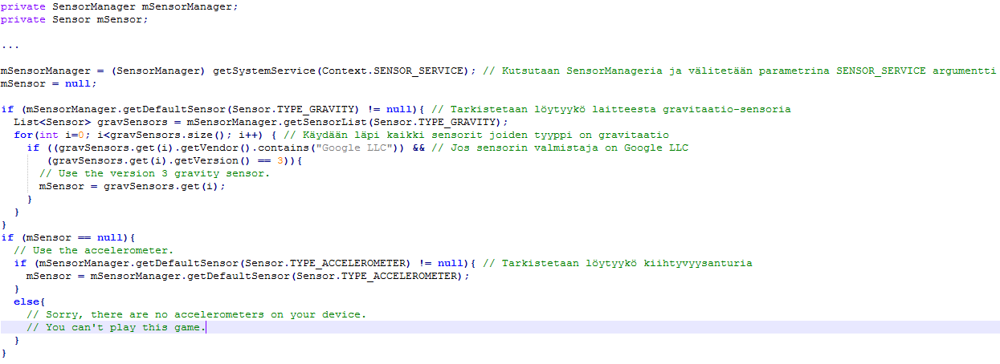 private SensorManager mSensorManager;
private Sensor mSensor;
...
mSensorManager = (SensorManager) getSystemService(Context.SENSOR_SERVICE); // Kutsutaan SensorManageria ja välitetään parametrina SENSOR_SERVICE argumentti
mSensor = null;
if (mSensorManager.getDefaultSensor(Sensor.TYPE_GRAVITY) != null){ // Tarkistetaan löytyykö laitteesta gravitaatio-sensoria
  List<Sensor> gravSensors = mSensorManager.getSensorList(Sensor.TYPE_GRAVITY);
  for(int i=0; i<gravSensors.size(); i++) { // Käydään läpi kaikki sensorit joiden tyyppi on gravitaatio
    if ((gravSensors.get(i).getVendor().contains("Google LLC")) && // Jos sensorin valmistaja on Google LLC
       (gravSensors.get(i).getVersion() == 3)){
      // Use the version 3 gravity sensor.
      mSensor = gravSensors.get(i);
    }
  }
}
if (mSensor == null){
  // Use the accelerometer.
  if (mSensorManager.getDefaultSensor(Sensor.TYPE_ACCELEROMETER) != null){ // Tarkistetaan löytyykö kiihtyvyysanturia
    mSensor = mSensorManager.getDefaultSensor(Sensor.TYPE_ACCELEROMETER);
  }
  else{
    // Sorry, there are no accelerometers on your device.
    // You can't play this game.
  }
}